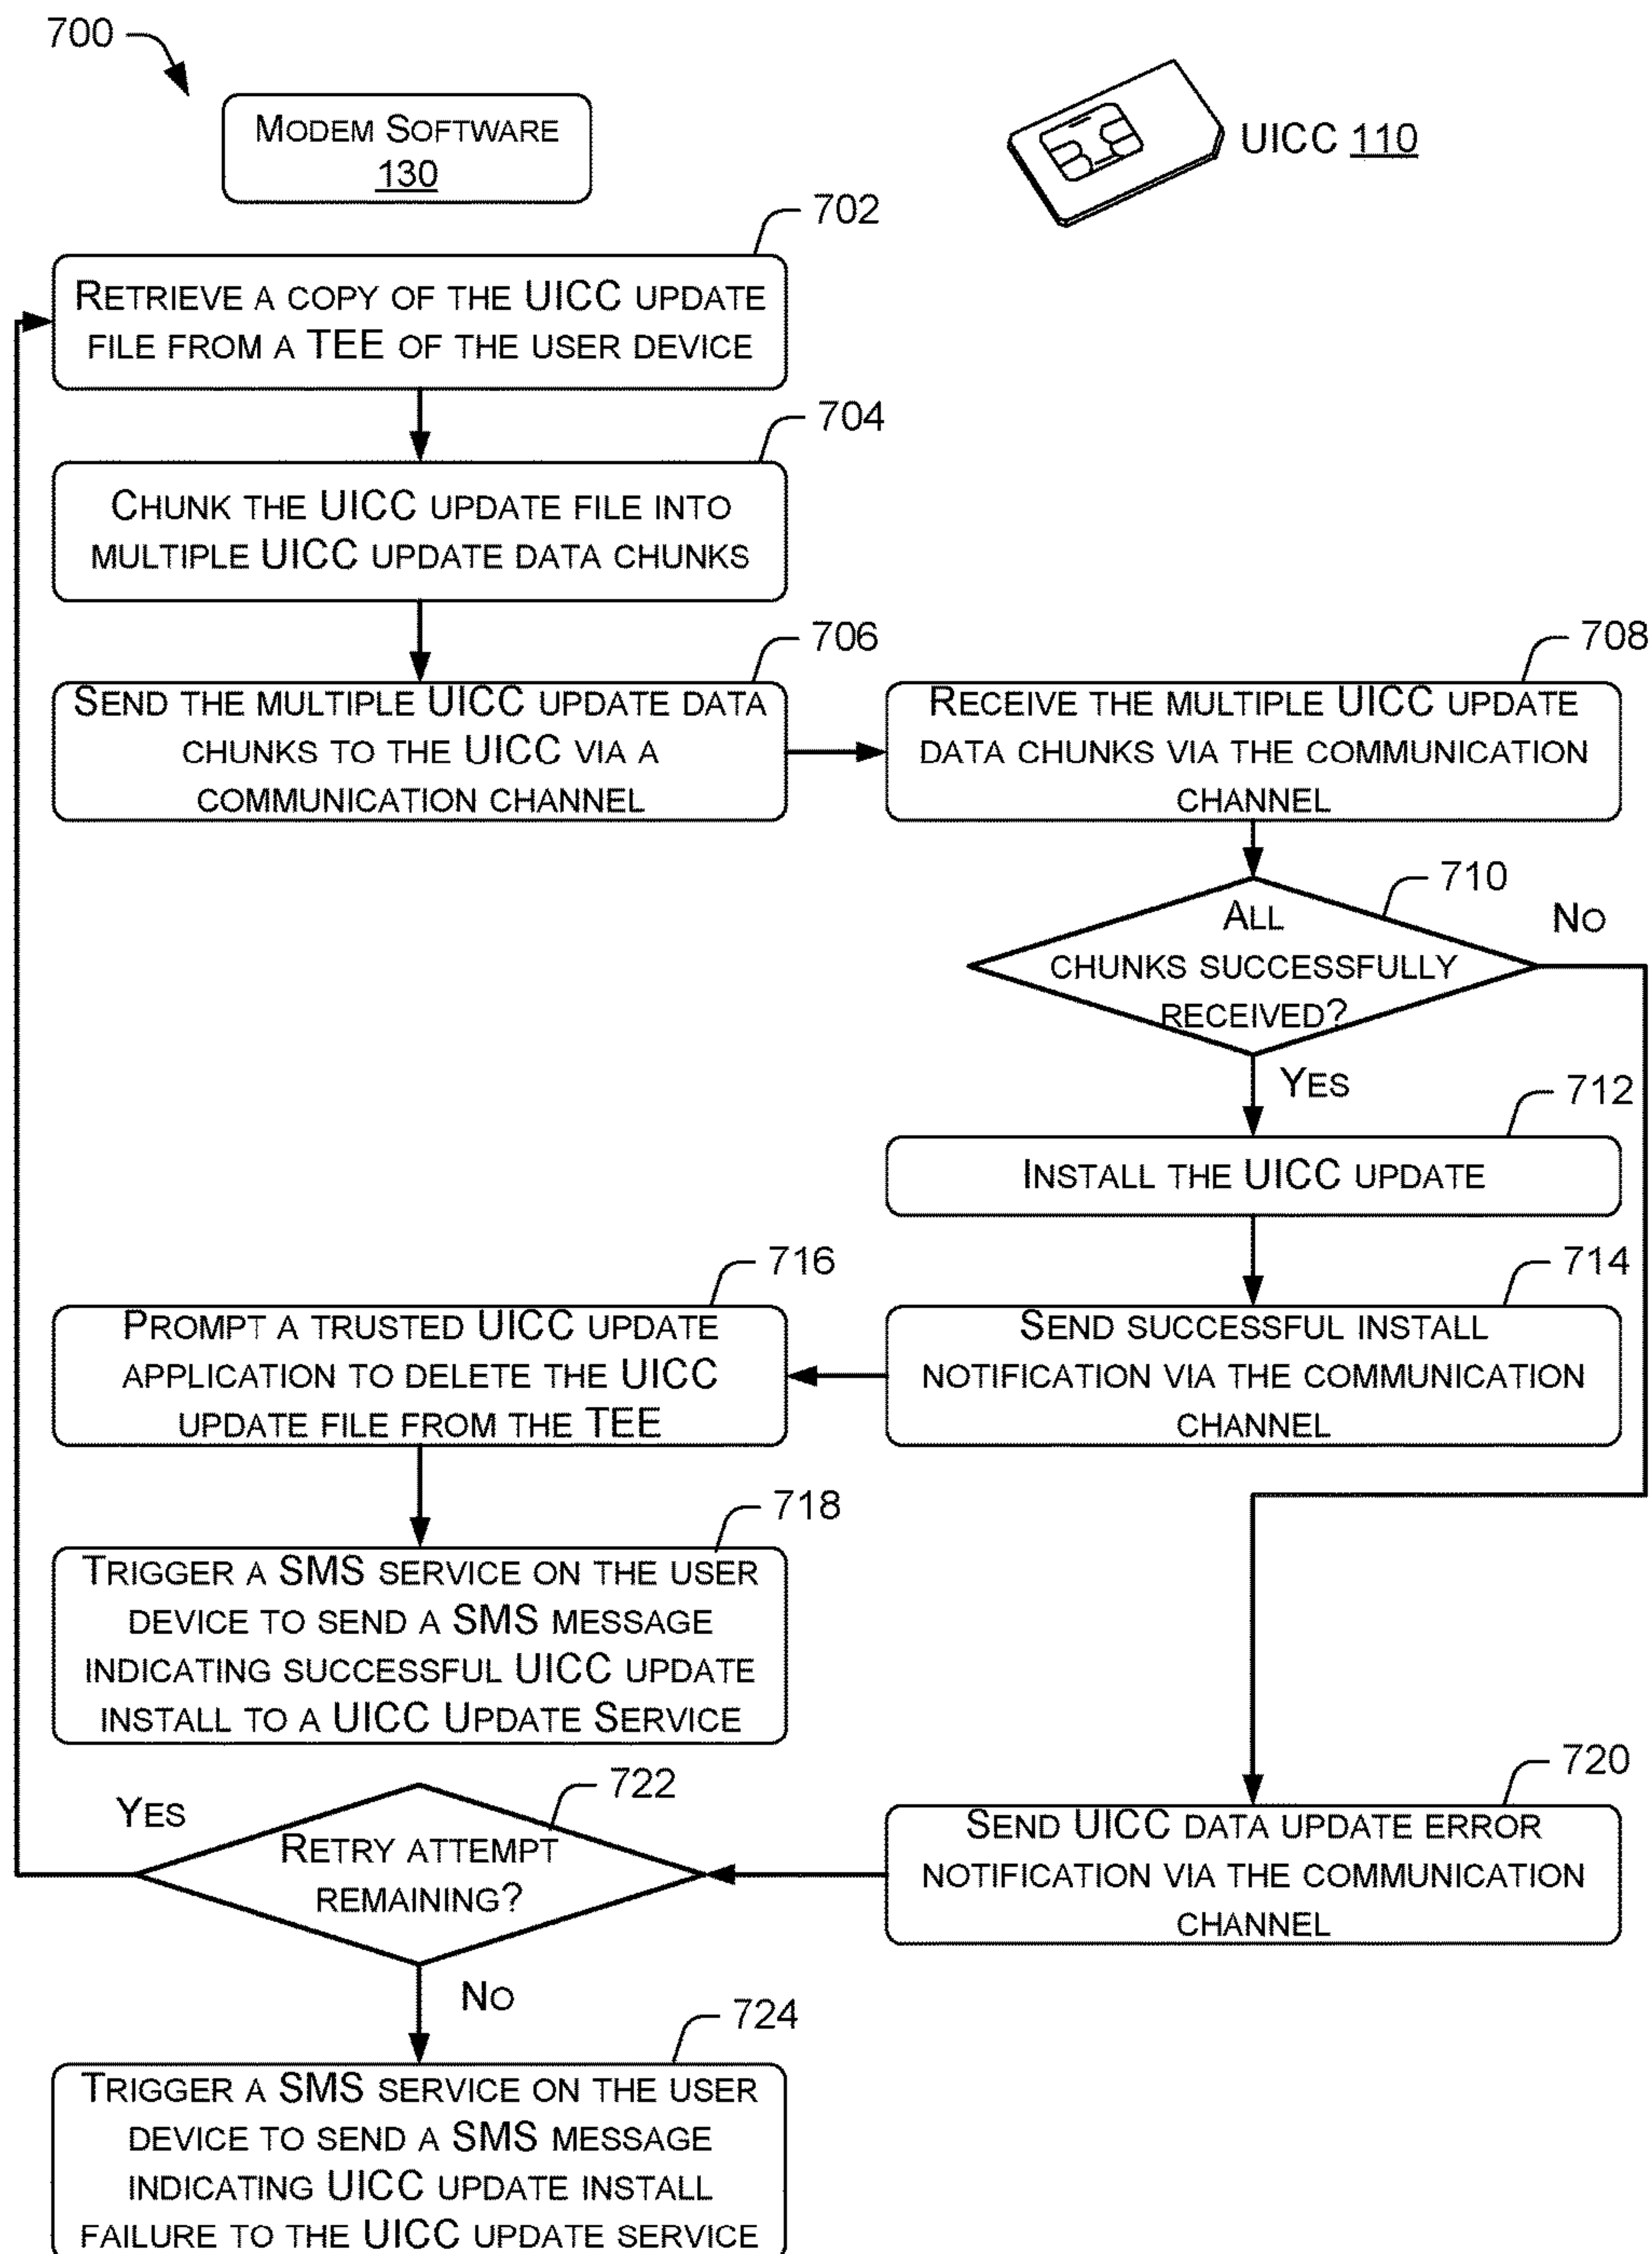 700
MODEM SOFTWARE
130
UICC 110
702
RETRIEVE A COPY OF THE UICC UPDATE
FILE FROM A TEE OF THE USER DEVICE
704
CHUNK THE UICC UPDATE FILE INTO
MULTIPLE UICC UPDATE DATA CHUNKS
706
SEND THE MULTIPLE UICC UPDATE DATA
CHUNKS TO THE UICC VIA A
COMMUNICATION CHANNEL
708
RECEIVE THE MULTIPLE UICC UPDATE
DATA CHUNKS VIA THE COMMUNICATION
CHANNEL
710
ALL
CHUNKS SUCCESSFULLY
RECEIVED?
NO
YES
712
INSTALL THE UICC UPDATE
714
SEND SUCCESSFUL INSTALL
NOTIFICATION VIA THE COMMUNICATION
CHANNEL
716
PROMPT A TRUSTED UICC UPDATE
APPLICATION TO DELETE THE UICC
UPDATE FILE FROM THE TEE
718
TRIGGER A SMS SERVICE ON THE USER
DEVICE TO SEND A SMS MESSAGE
INDICATING SUCCESSFUL UICC UPDATE
INSTALL TO A UICC UPDATE SERVICE
720
SEND UICC DATA UPDATE ERROR
NOTIFICATION VIA THE COMMUNICATION
CHANNEL
722
YES
RETRY ATTEMPT
REMAINING?
NO
724
TRIGGER A SMS SERVICE ON THE USER
DEVICE TO SEND A SMS MESSAGE
INDICATING UICC UPDATE INSTALL
FAILURE TO THE UICC UPDATE SERVICE